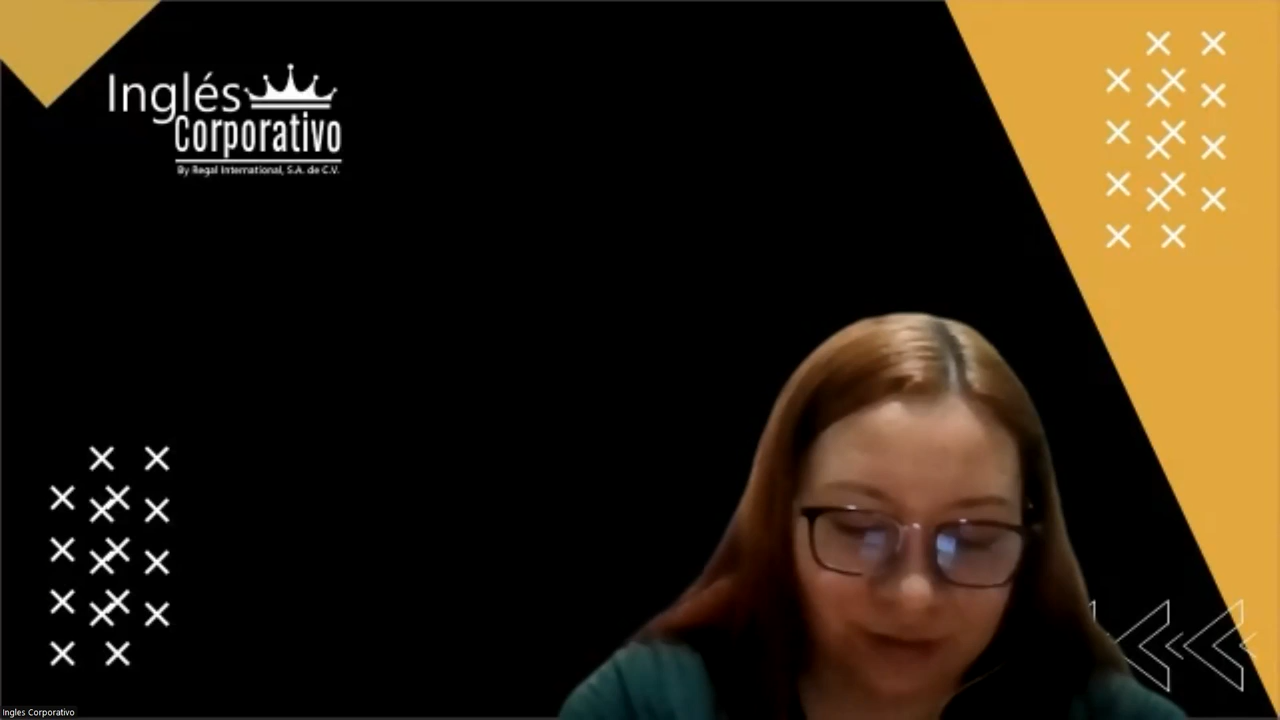 Inglés
Corporativo
By Regal International, S.A. de C.V.
Ingles Corporativo